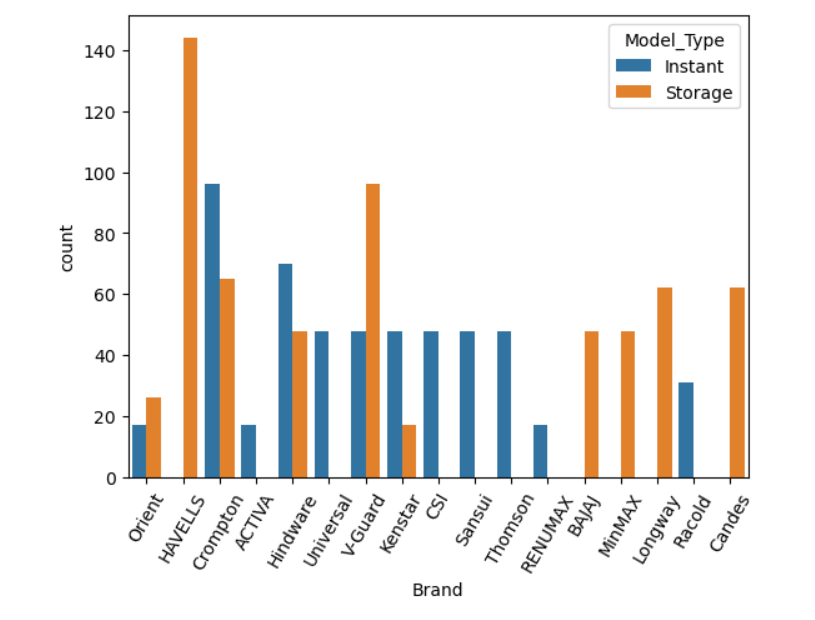 Model_Type
Instant
Storage
140
120
100
80
60
40
20
0
count
Orient
HAVELLS
Crompton
ACTIVA
Hindware
Universal
V-Guard
Kenstar
CSI
Sansui
Thomson
RENUMAX
BAJAJ
MinMAX
Longway
Racold
Candes
Brand